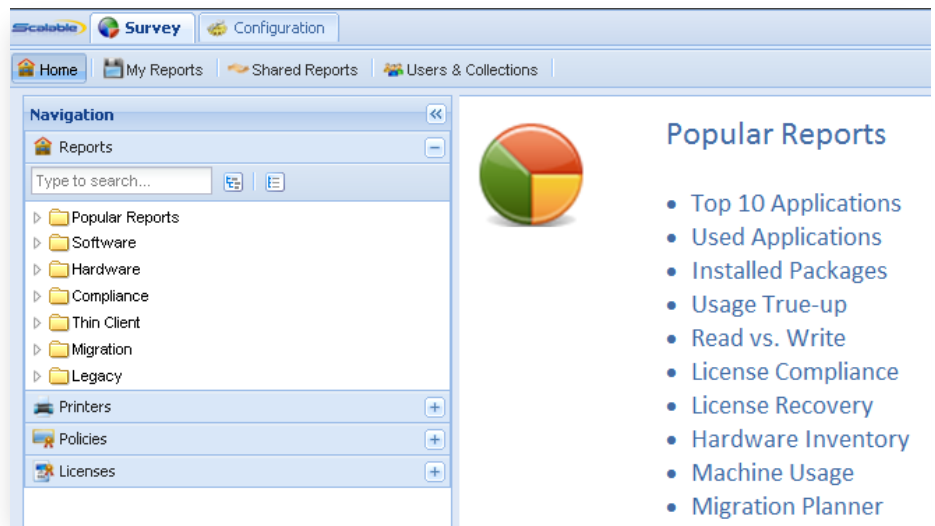 Scalable Survey Configuration
Home My Reports Shared Reports Users & Collections
Navigation
Reports
Type to search...
Popular Reports
Software
Hardware
Compliance
Thin Client
Migration
Legacy
Printers
Policies
Licenses
Popular Reports
• Top 10 Applications
• Used Applications
• Installed Packages
• Usage True-up
• Read vs. Write
• License Compliance
• License Recovery
• Hardware Inventory
• Machine Usage
• Migration Planner